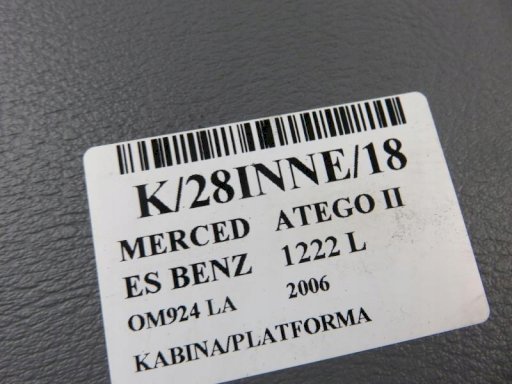 K/28INNE/18
MERCED ATEGO II
ES BENZ 1222 L
OM924 LA 2006
KABINA/PLATFORMA